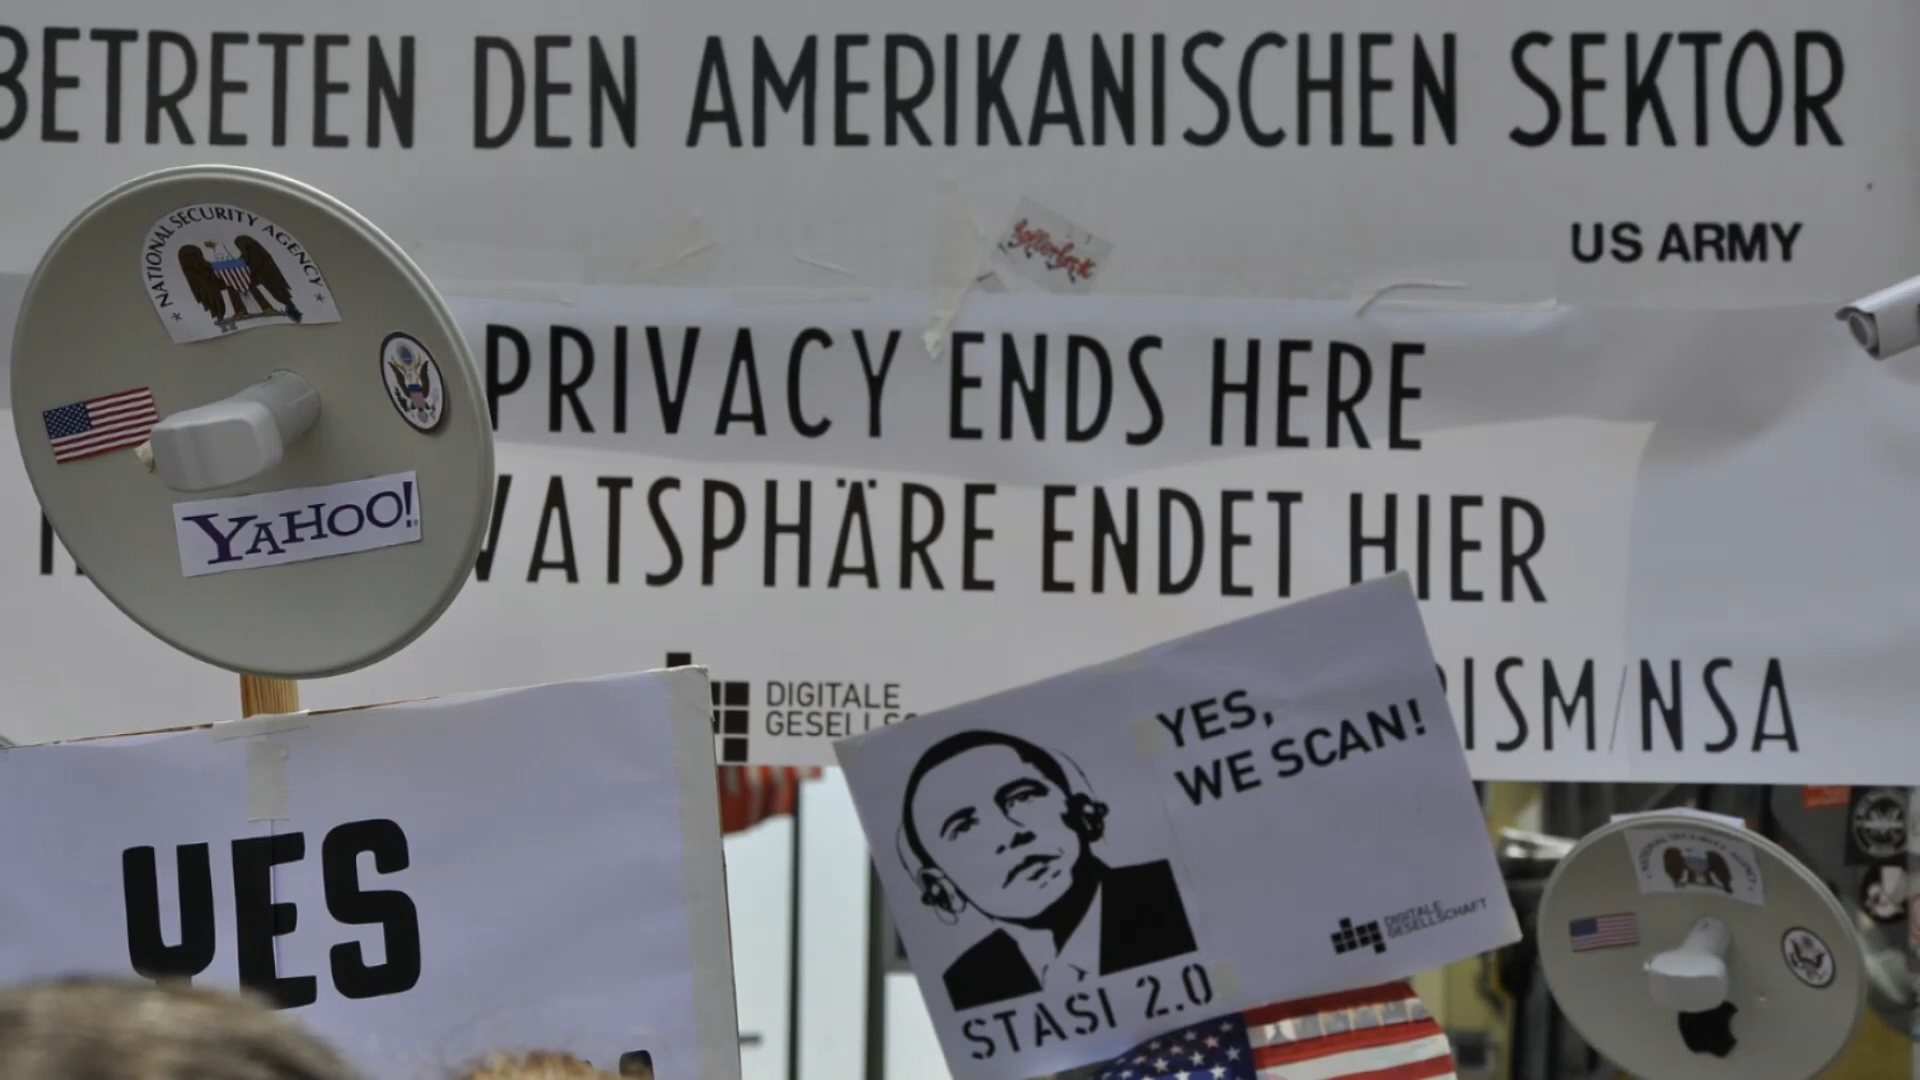 BETRETEN DEN AMERIKANISCHEN SEKTOR
US ARMY
NATIONAL SECURITY AGENCY
PRIVACY ENDS HERE
YAHOO!
VATSPHÄRE ENDET HIER
DIGITALE
GESELLSC
RISM/NSA
YES,
WE SCAN!
DIGITALE
GESELLSCHAFT
STASI 2.0
YES